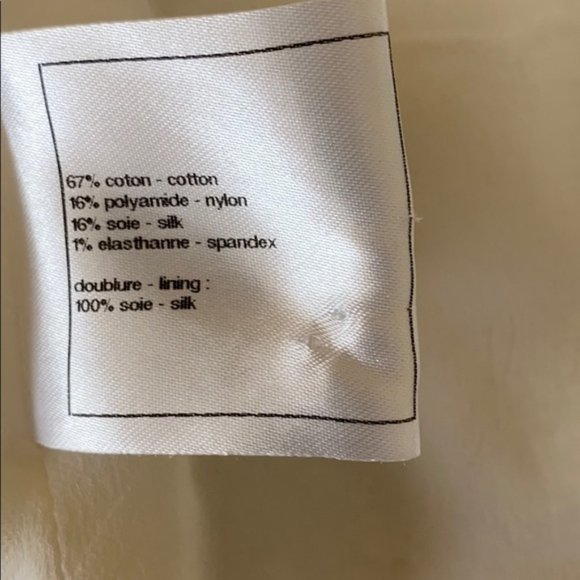 67% coton - cotton
16% polyamide - nylon
16% soie - silk
1% elasthanne - spandex
doublure - lining :
100% soie - silk